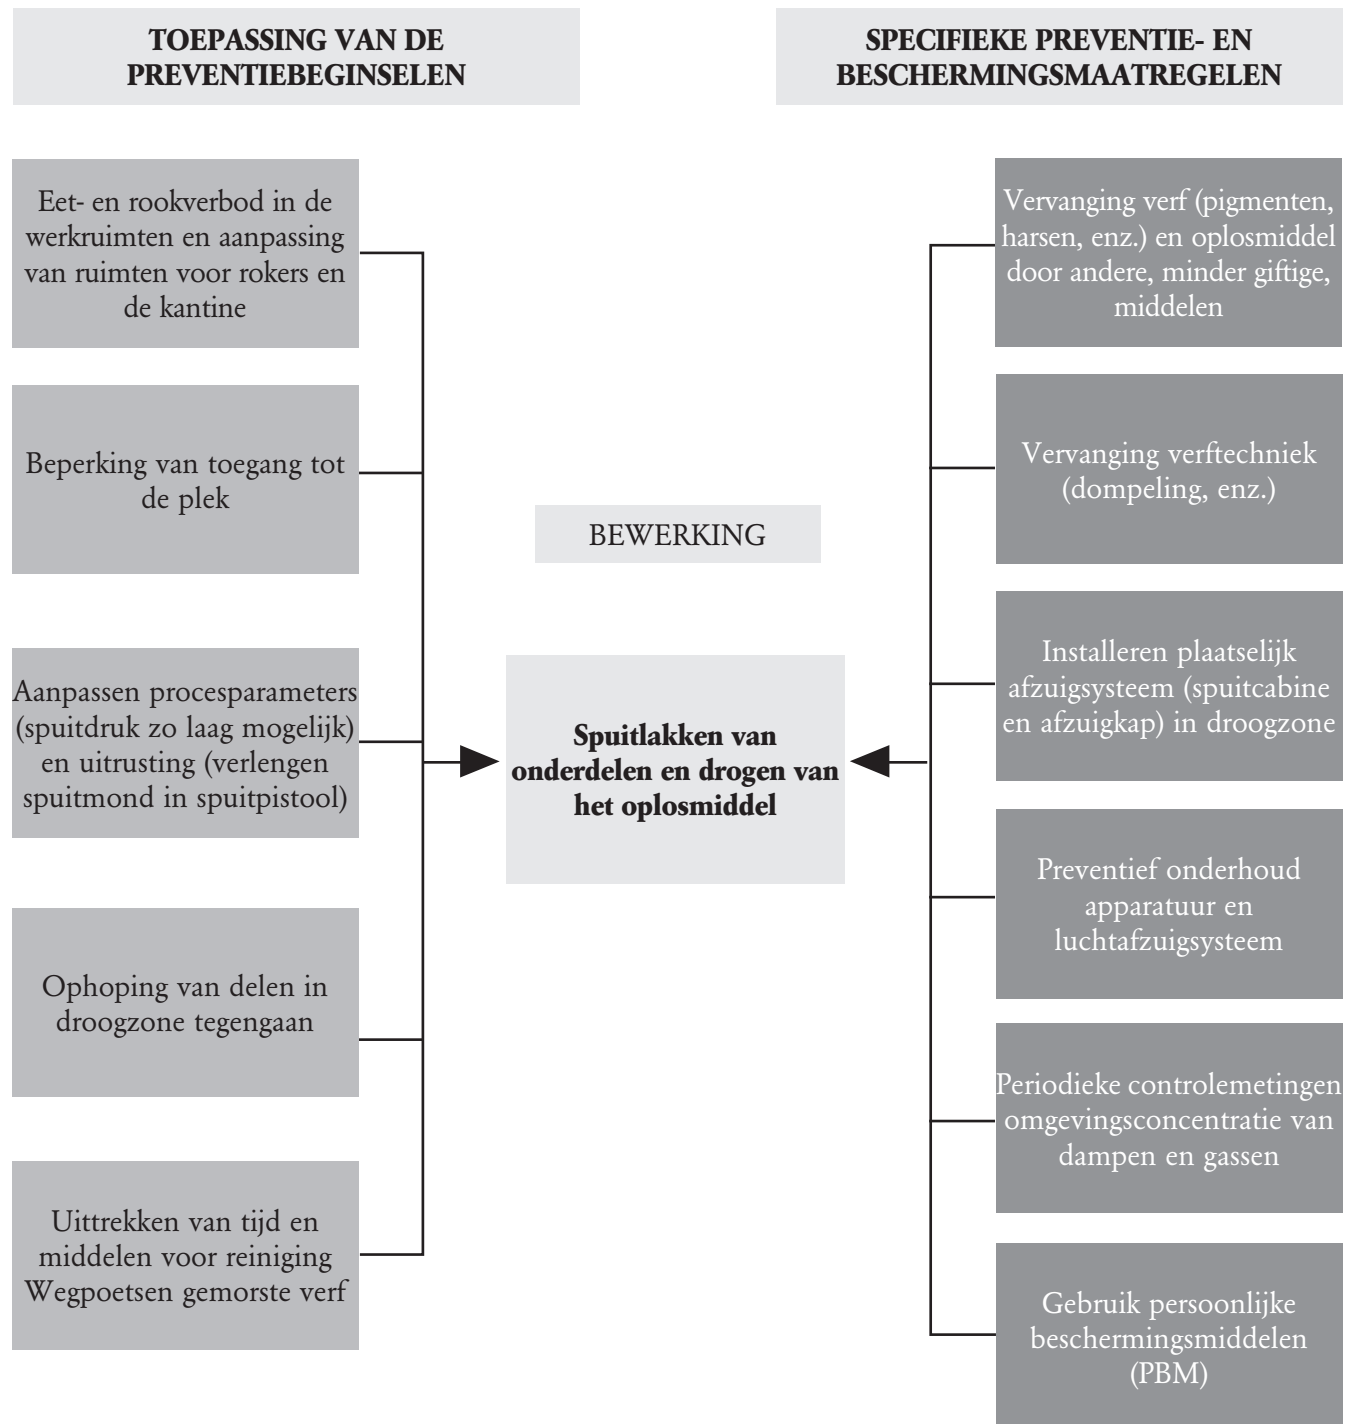 TOEPASSING VAN DE
PREVENTIEBEGINSELEN
SPECIFIEKE PREVENTIE- EN
BESCHERMINGSMAATREGELEN
Eet- en rookverbod in de
werkruimten en aanpassing
van ruimten voor rokers en
de kantine
Beperking van toegang tot
de plek
Aanpassen procesparameters
(spuitdruk zo laag mogelijk)
en uitrusting (verlengen
spuitmond in spuitpistool)
Ophoping van delen in
droogzone tegengaan
Uittrekken van tijd en
middelen voor reiniging
Wegpoetsen gemorste verf
BEWERKING
Spuitlakken van
onderdelen en drogen van
het oplosmiddel
Vervanging verf (pigmenten,
harsen, enz.) en oplosmiddel
door andere, minder giftige,
middelen
Vervanging verftechniek
(dompeling, enz.)
Installeren plaatselijk
afzuigsysteem (spuitcabine
en afzuigkap) in droogzone
Preventief onderhoud
apparatuur en
luchtafzuigsysteem
Periodieke controlemetingen
omgevingsconcentratie van
dampen en gassen
Gebruik persoonlijke
beschermingsmiddelen
(PBM)